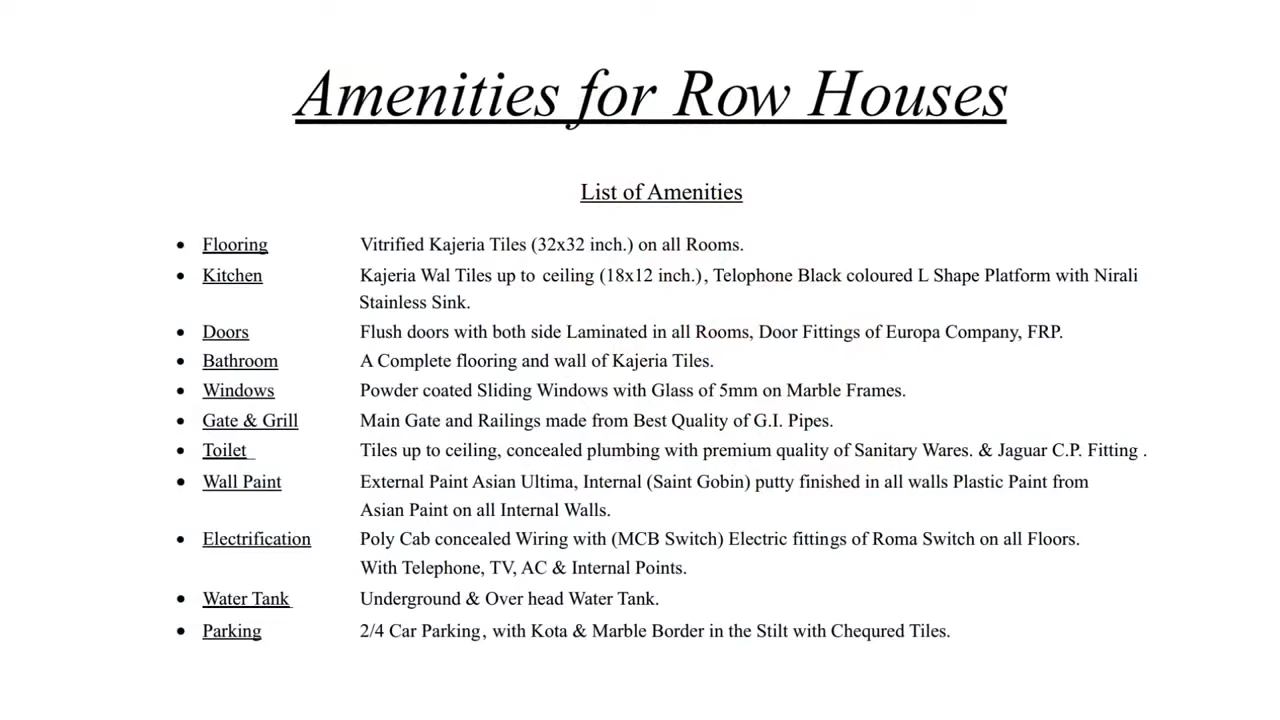 Amenities for Row Houses
List of Amenities
• Flooring Vitrified Kajeria Tiles (32x32 inch.) on all Rooms.
• Kitchen Kajeria Wal Tiles up to ceiling (18x12 inch.), Telophone Black coloured L Shape Platform with Nirali
Stainless Sink.
• Doors Flush doors with both side Laminated in all Rooms, Door Fittings of Europa Company, FRP.
• Bathroom A Complete flooring and wall of Kajeria Tiles.
• Windows Powder coated Sliding Windows with Glass of 5mm on Marble Frames.
• Gate & Grill Main Gate and Railings made from Best Quality of G.I. Pipes.
• Toilet Tiles up to ceiling, concealed plumbing with premium quality of Sanitary Wares. & Jaguar C.P. Fitting .
• Wall Paint External Paint Asian Ultima, Internal (Saint Gobin) putty finished in all walls Plastic Paint from
Asian Paint on all Internal Walls.
• Electrification Poly Cab concealed Wiring with (MCB Switch) Electric fittings of Roma Switch on all Floors.
With Telephone, TV, AC & Internal Points.
• Water Tank Underground & Over head Water Tank.
• Parking 2/4 Car Parking, with Kota & Marble Border in the Stilt with Chequred Tiles.